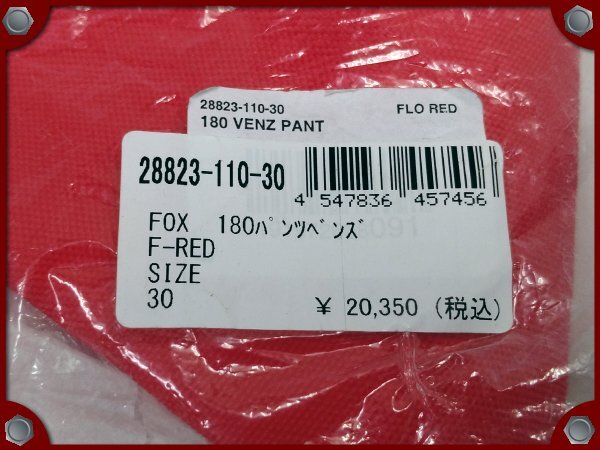 28823-110-30 FLO RED
180 VENZ PANT
28823-110-30
4 547836 457456
FOX 180ﾊﾟﾝﾂﾍﾞﾝｽﾞ
F-RED
SIZE
30
￥ 20,350 (税込)